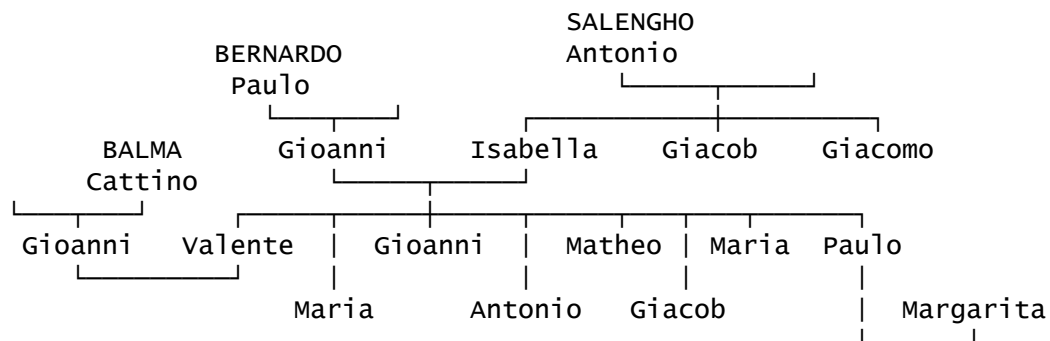 SALENGHO
BERNARDO Antonio
Paulo
BALMA Gioanni Isabella Giacob Giacomo
Cattino
Gioanni Valente Gioanni Matheo Maria Paulo
Maria Antonio Giacob Margarita